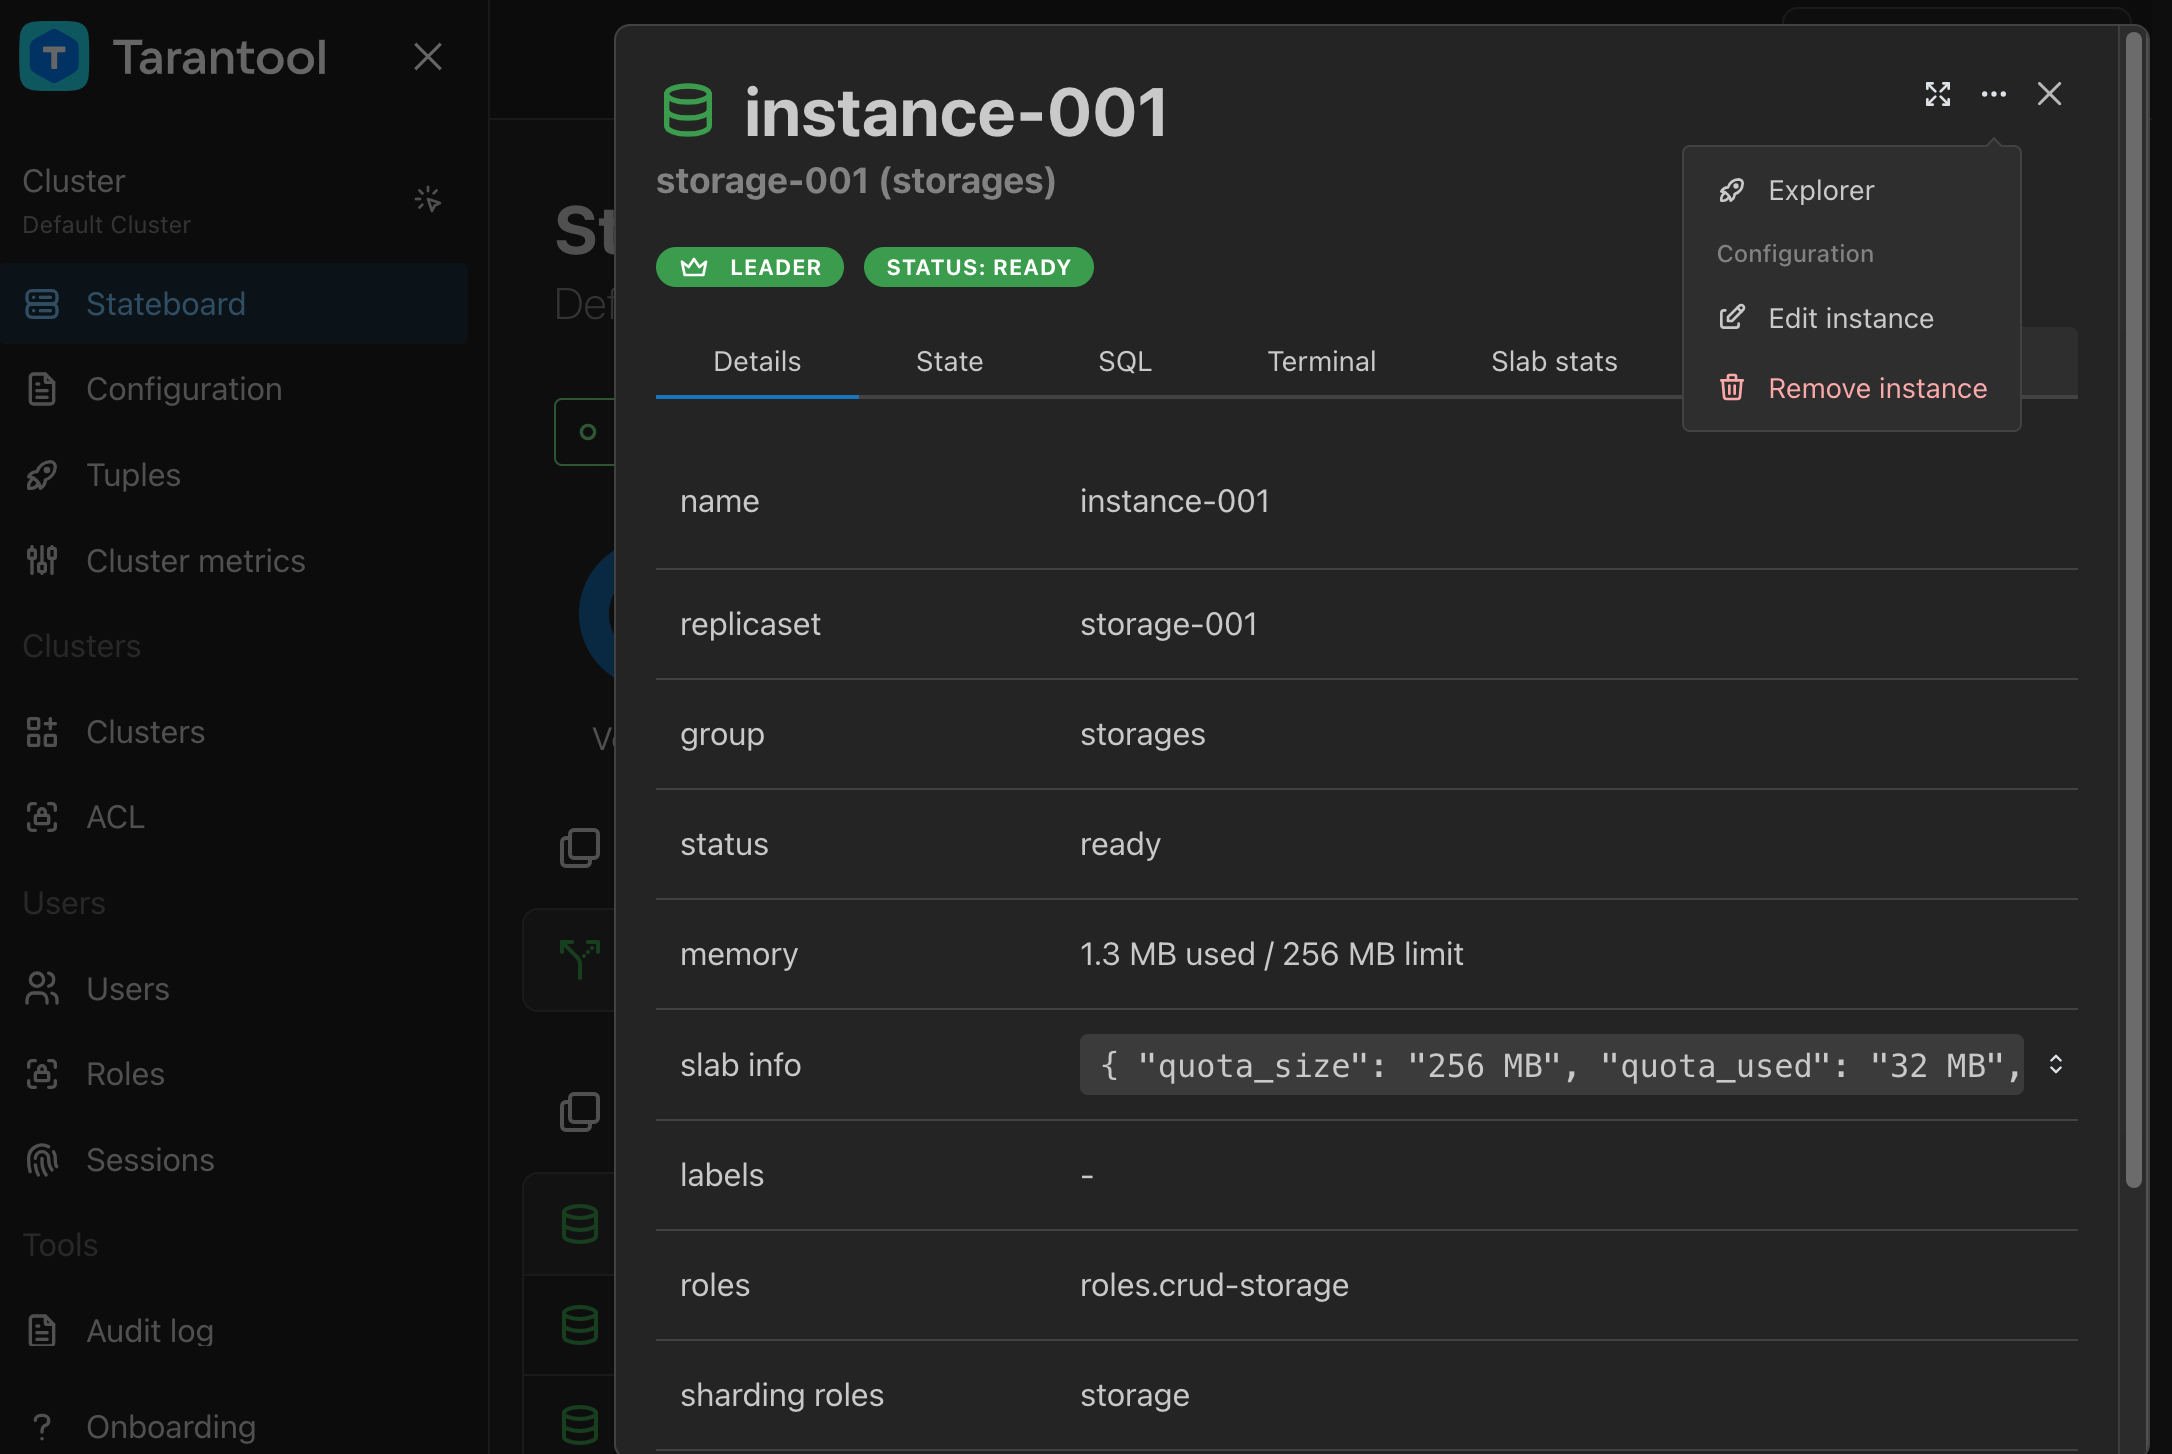 Tarantool
Cluster
Default Cluster
Stateboard
Configuration
Tuples
Cluster metrics
Clusters
Clusters
ACL
Users
Users
Roles
Sessions
Tools
Audit log
Onboarding
instance-001
storage-001 (storages)
LEADER
STATUS: READY
Explorer
Configuration
Edit instance
Remove instance
Details
State
SQL
Terminal
Slab stats
name
instance-001
replicaset
storage-001
group
storages
status
ready
memory
1.3 MB used / 256 MB limit
slab info
{ "quota_size": "256 MB", "quota_used": "32 MB",
labels
-
roles
roles.crud-storage
sharding roles
storage